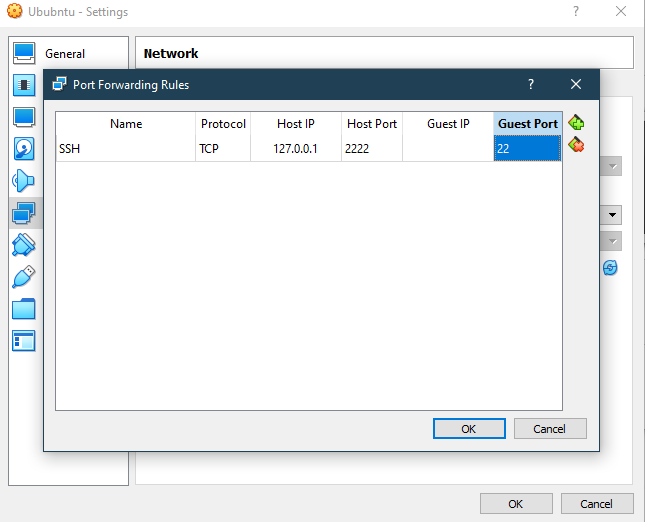 Ububntu - Settings ?
General
Network
Port Forwarding Rules ?
Name Protocol Host IP Host Port Guest IP Guest Port
SSH TCP 127.0.0.1 2222 22
OK Cancel
OK Cancel